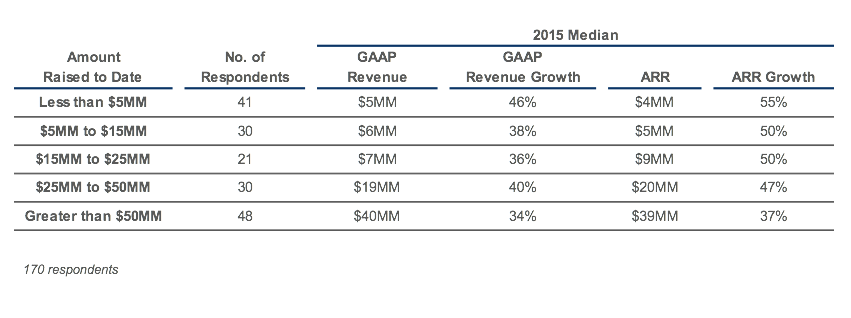 2015 Median
Amount No. of GAAP GAAP
Raised to Date Respondents Revenue Revenue Growth ARR ARR Growth
Less than $5MM 41 $5MM 46% $4MM 55%
$5MM to $15MM 30 $6MM 38% $5MM 50%
$15MM to $25MM 21 $7MM 36% $9MM 50%
$25MM to $50MM 30 $19MM 40% $20MM 47%
Greater than $50MM 48 $40MM 34% $39MM 37%
170 respondents